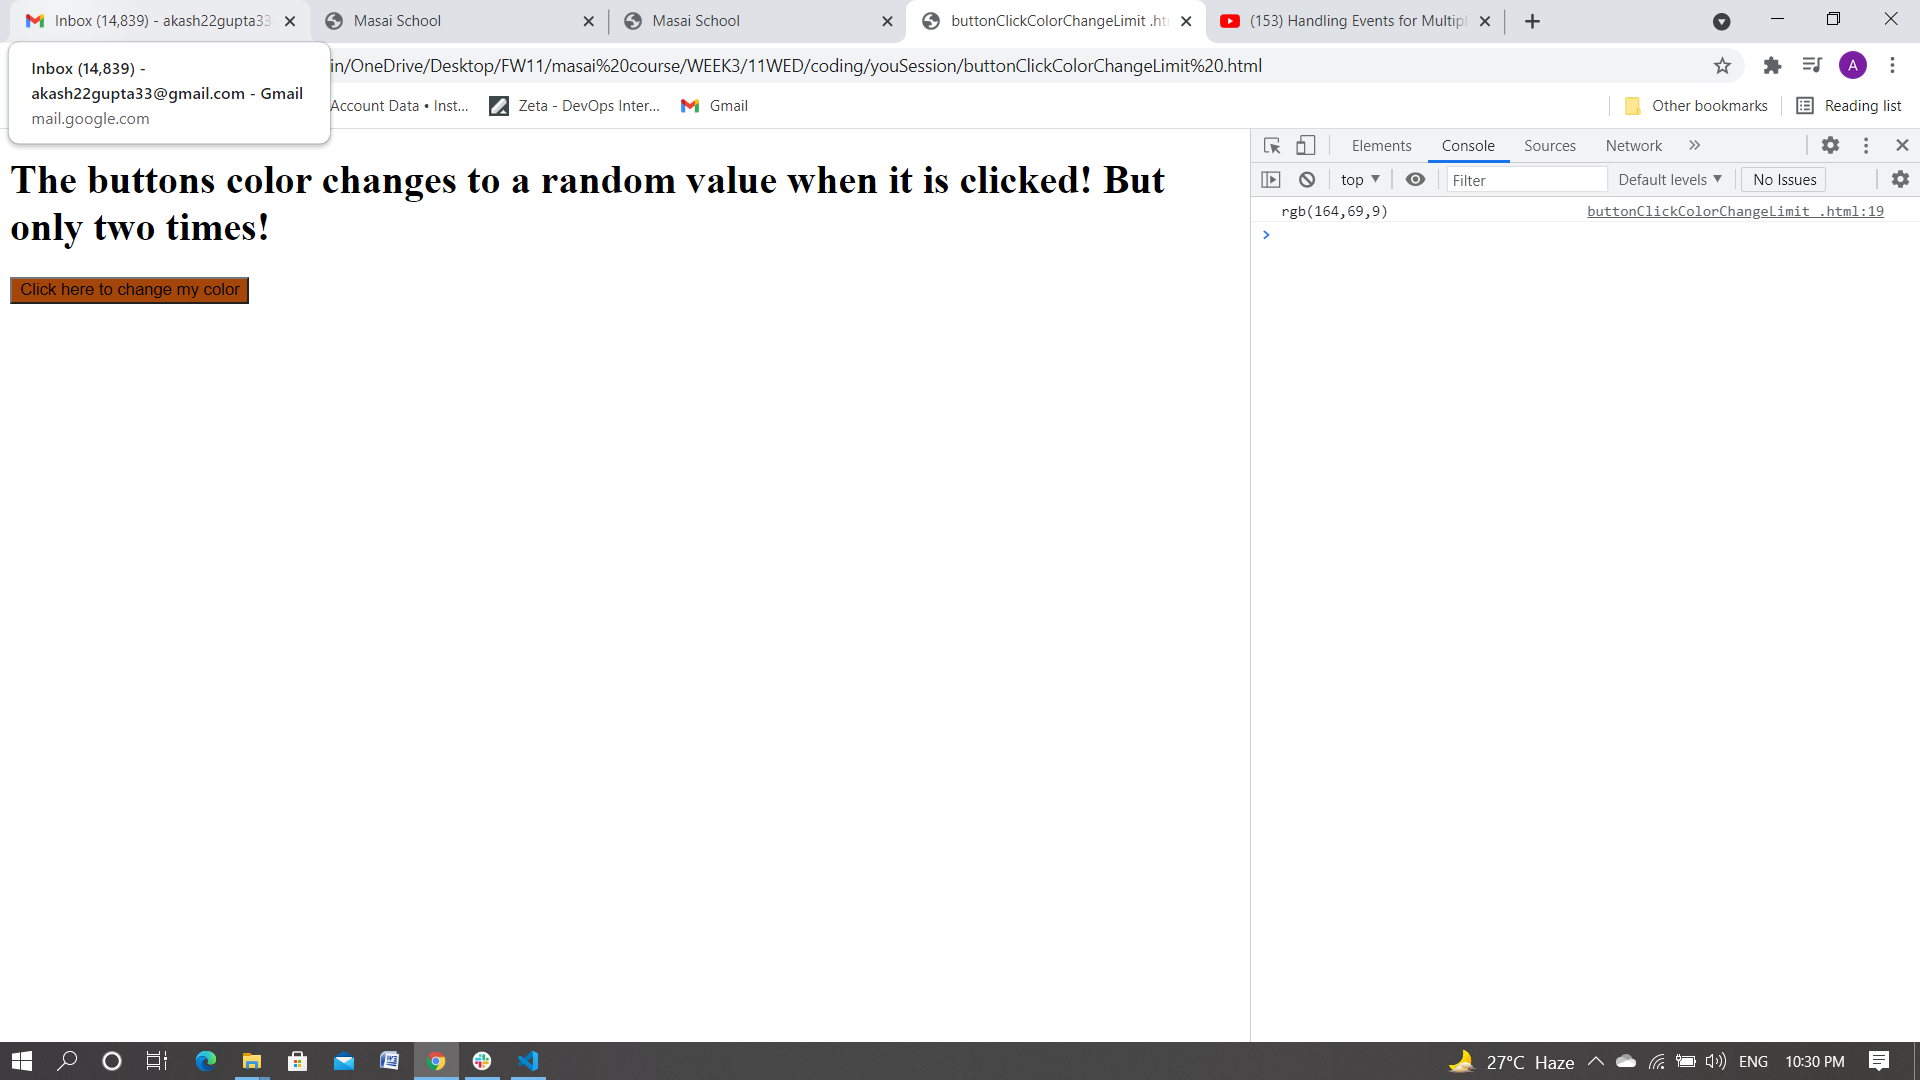 Inbox (14,839) - akash22gupta33
Masai School
Masai School
buttonClickColorChangeLimit .ht
(153) Handling Events for Multipl
Inbox (14,839) -
akash22gupta33@gmail.com - Gmail
mail.google.com
in/OneDrive/Desktop/FW11/masai%20course/WEEK3/11WED/coding/youSession/buttonClickColorChangeLimit%20.html
A
Account Data • Inst...
Zeta - DevOps Inter...
Gmail
Other bookmarks
Reading list
The buttons color changes to a random value when it is clicked! But
only two times!
Click here to change my color
Elements
Console
Sources
Network
top
Filter
Default levels
No Issues
rgb(164,69,9)
buttonClickColorChangeLimit .html:19
27°C Haze
ENG
10:30 PM